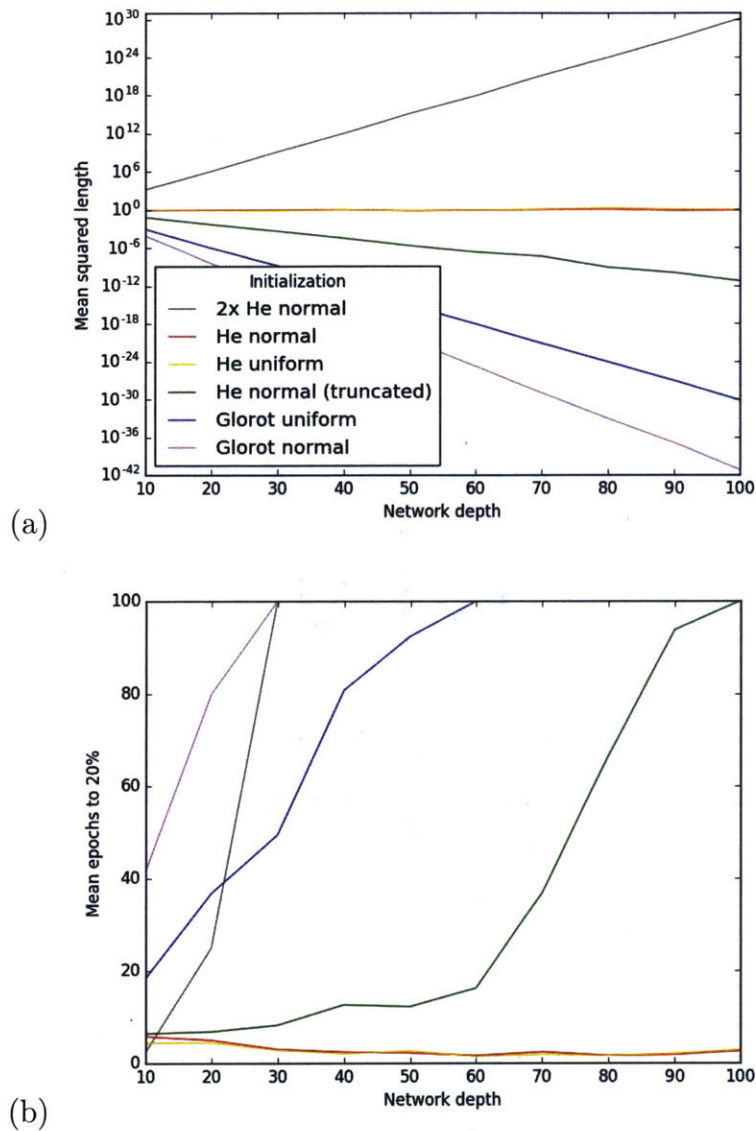 10^30
10^24
10^18
10^12
10^6
10^0
10^-6
10^-12
10^-18
10^-24
10^-30
10^-36
10^-42
Mean squared length
Initialization
2x He normal
He normal
He uniform
He normal (truncated)
Glorot uniform
Glorot normal
10 20 30 40 50 60 70 80 90 100
Network depth
(a)
100
80
60
40
20
0
Mean epochs to 20%
10 20 30 40 50 60 70 80 90 100
Network depth
(b)